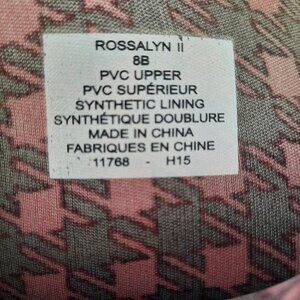 ROSSALYN II
8B
PVC UPPER
PVC SUPÉRIEUR
SYNTHETIC LINING
SYNTHÉTIQUE DOUBLURE
MADE IN CHINA
FABRIQUES EN CHINE
11768 - H15